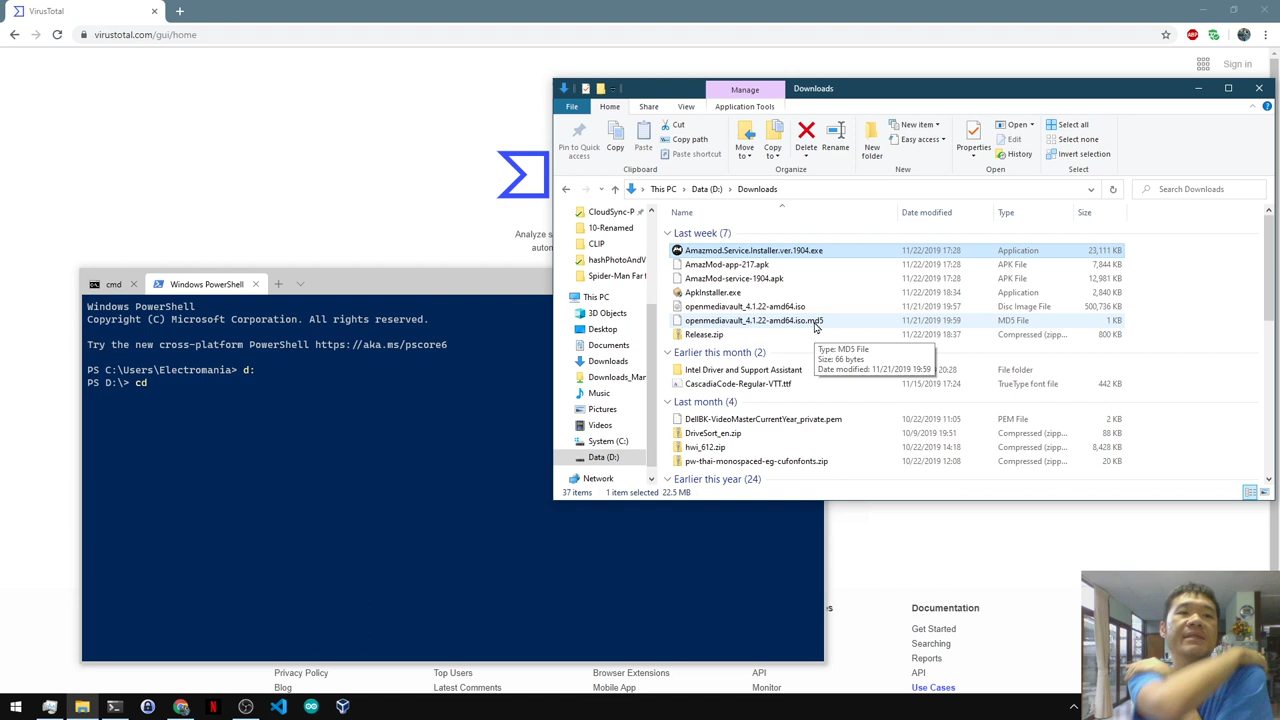 VirusTotal
virustotal.com/gui/home
ABP
Sign in
Analyze s
autom
Manage
Downloads
File
Home
Share
View
Application Tools
Pin to Quick
access
Copy
Paste
Cut
Copy path
Paste shortcut
Clipboard
Move
to
Copy
to
Delete
Rename
Organize
New
folder
New item
Easy access
New
Properties
Open
Edit
History
Open
Select all
Select none
Invert selection
Select
This PC
Data (D:)
Downloads
Search Downloads
CloudSync-P
10-Renamed
CLIP
hashPhotoAndV
Spider-Man Far f
This PC
3D Objects
Desktop
Documents
Downloads
Downloads_Man
Music
Pictures
Videos
System (C:)
Data (D:)
Network
Name Date modified Type Size
Last week (7)
Amazmod.Service.Installer.ver.1904.exe 11/22/2019 17:28 Application 23,111 KB
AmazMod-app-217.apk 11/22/2019 17:28 APK File 7,844 KB
AmazMod-service-1904.apk 11/22/2019 17:28 APK File 12,981 KB
ApkInstaller.exe 11/22/2019 18:34 Application 2,840 KB
openmediavault_4.1.22-amd64.iso 11/21/2019 19:57 Disc Image File 500,736 KB
openmediavault_4.1.22-amd64.iso.md5 11/21/2019 19:59 MD5 File 1 KB
Release.zip 11/22/2019 18:37 Compressed (zipp... 800 KB
Type: MD5 File
Size: 66 bytes
Date modified: 11/21/2019 19:59
Earlier this month (2)
Intel Driver and Support Assistant 20:28 File folder
CascadiaCode-Regular-VTT.ttf 11/15/2019 17:24 TrueType font file 442 KB
Last month (4)
DellBK-VideoMasterCurrentYear_private.pem 10/22/2019 11:05 PEM File 2 KB
DriveSort_en.zip 10/9/2019 19:51 Compressed (zipp... 88 KB
hwi_612.zip 10/22/2019 14:18 Compressed (zipp... 8,428 KB
pw-thai-monospaced-eg-cufonfonts.zip 10/22/2019 12:08 Compressed (zipp... 20 KB
Earlier this year (24)
37 items 1 item selected 22.5 MB
cmd
Windows PowerShell
Windows PowerShell
Copyright (C) Microsoft Corporation. All rights reserved.
Try the new cross-platform PowerShell https://aka.ms/pscore6
PS C:\Users\Electromania> d:
PS D:\> cd
Privacy Policy
Blog
Top Users
Latest Comments
Browser Extensions
Mobile App
API
Monitor
Documentation
Get Started
Searching
Reports
API
Use Cases